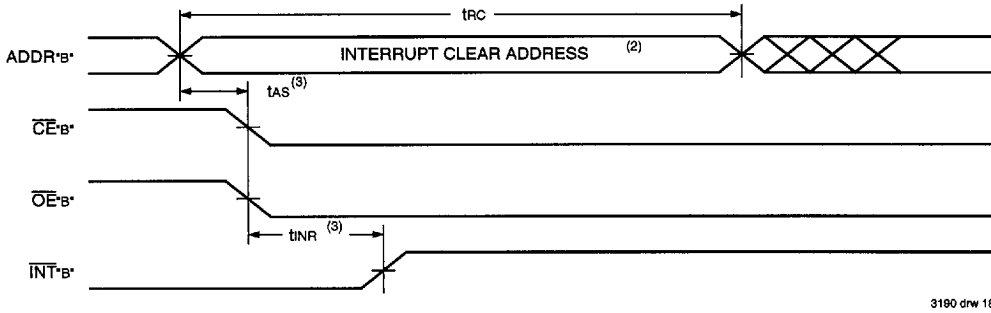 tRC
ADDR"B"
INTERRUPT CLEAR ADDRESS (2)
tAS(3)
CE"B"
OE"B"
tINR (3)
INT"B"
3190 drw 18